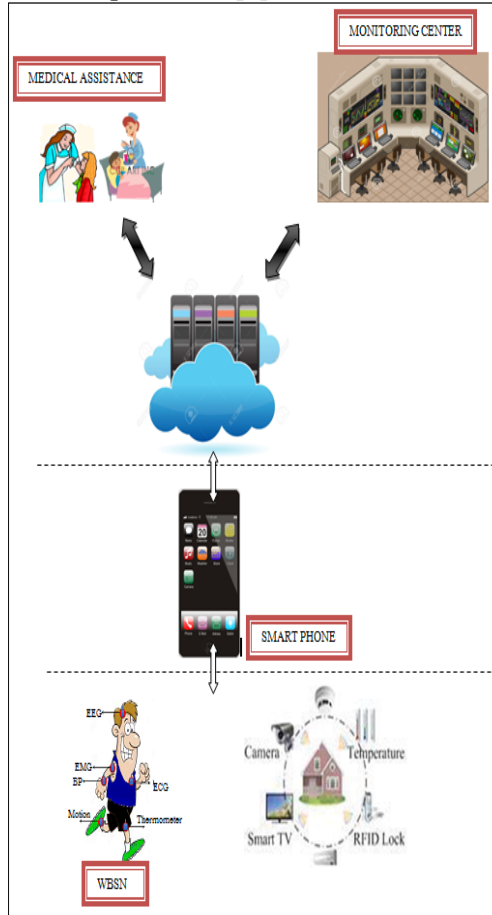 MONITORING CENTER
MEDICAL ASSISTANCE
20
SMART PHONE
EEG
EMG
BP
ECG
Motion
Thermometer
WBSN
Camera
Temperature
Smart TV
RFID Lock